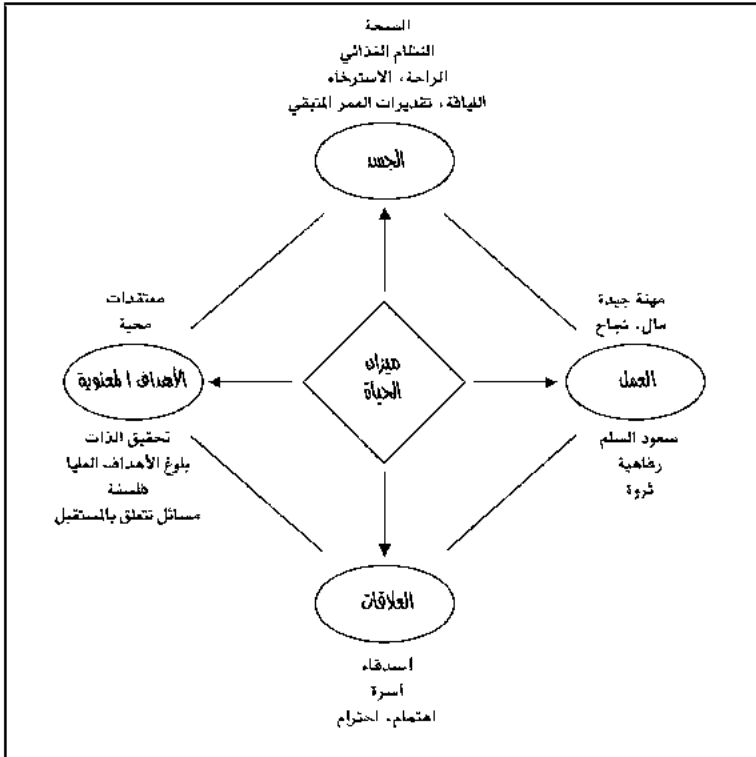 الصحة
النظام الغذائي
الراحة، الاسترخاء
اللياقة، تقديرات العمر المتبقي
الجسد
معتقدات
محبة
مهنة جيدة
مال، نجاح
ميزان
الحياة
الأهداف المعنوية
العمل
تحقيق الذات
بلوغ الأهداف العليا
فلسفة
مسائل تتعلق بالمستقبل
صعود السلم
رفاهية
ثروة
العلاقات
أصدقاء
أسرة
اهتمام، احترام